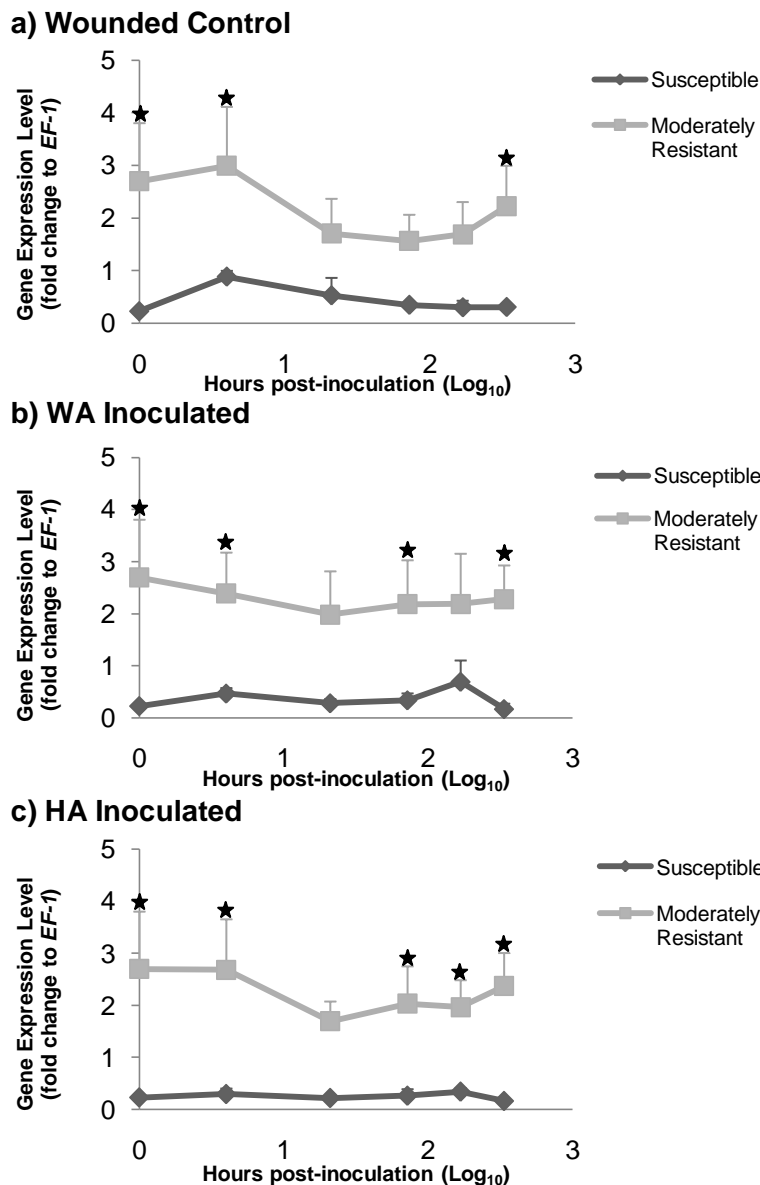 a) Wounded Control
Gene Expression Level
(fold change to EF-1)
5
4
3
2
1
0
0 1 2 3
Hours post-inoculation (Log10)
Susceptible
Moderately
Resistant
b) WA Inoculated
Gene Expression Level
(fold change to EF-1)
5
4
3
2
1
0
0 1 2 3
Hours post-inoculation (Log10)
Susceptible
Moderately
Resistant
c) HA Inoculated
Gene Expression Level
(fold change to EF-1)
5
4
3
2
1
0
0 1 2 3
Hours post-inoculation (Log10)
Susceptible
Moderately
Resistant